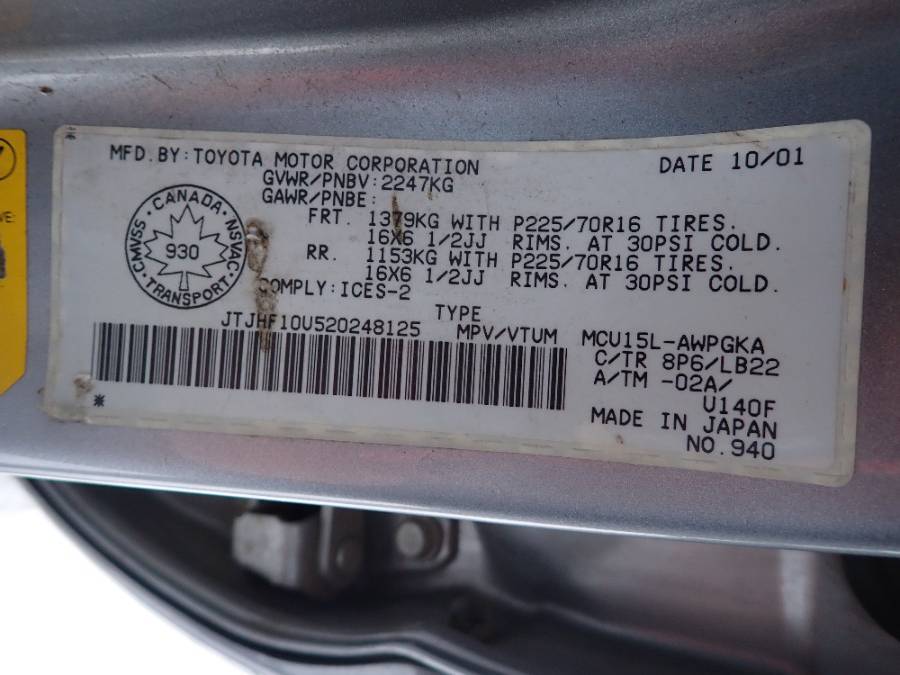 MFD.BY:TOYOTA MOTOR CORPORATION DATE 10/01
GVWR/PNBV:2247KG
GAWR/PNBE:
FRT. 1379KG WITH P225/70R16 TIRES.
16X6 1/2JJ RIMS. AT 30PSI COLD.
RR. 1153KG WITH P225/70R16 TIRES.
16X6 1/2JJ RIMS. AT 30PSI COLD.
COMPLY:ICES-2
CANADA
CMVSS · NSVAC
930
TRANSPORT
TYPE
JTJHF10U520248125 MPV/VTUM
MCU15L-AWPGKA
C/TR 8P6/LB22
A/TM -02A/
U140F
MADE IN JAPAN
NO.940